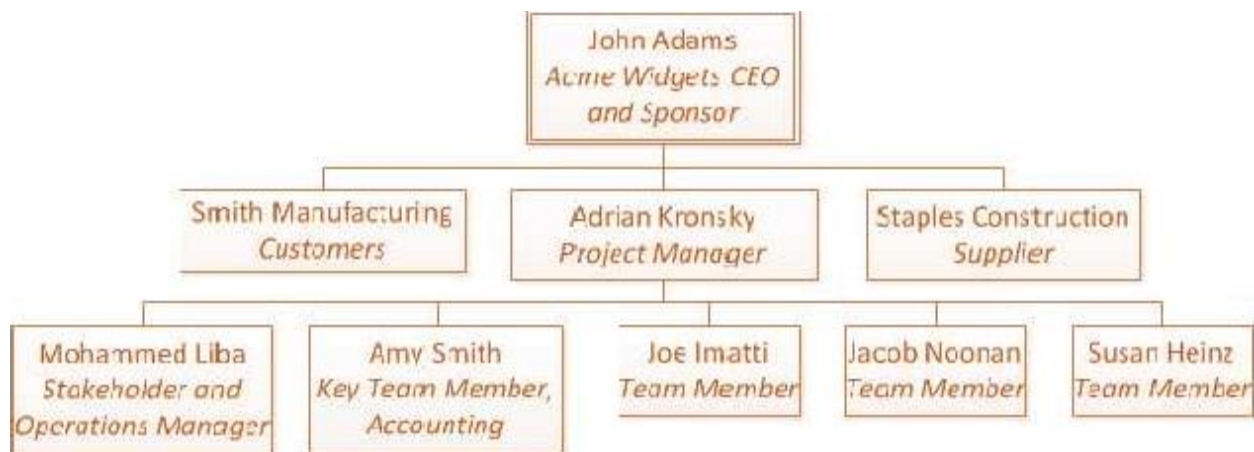 John Adams
Acme Widgets CEO
and Sponsor
Smith Manufacturing
Customers
Adrian Kronsky
Project Manager
Staples Construction
Supplier
Mohammed Liba
Stakeholder and
Operations Manager
Amy Smith
Key Team Member,
Accounting
Joe Imatti
Team Member
Jacob Noonan
Team Member
Susan Heinz
Team Member